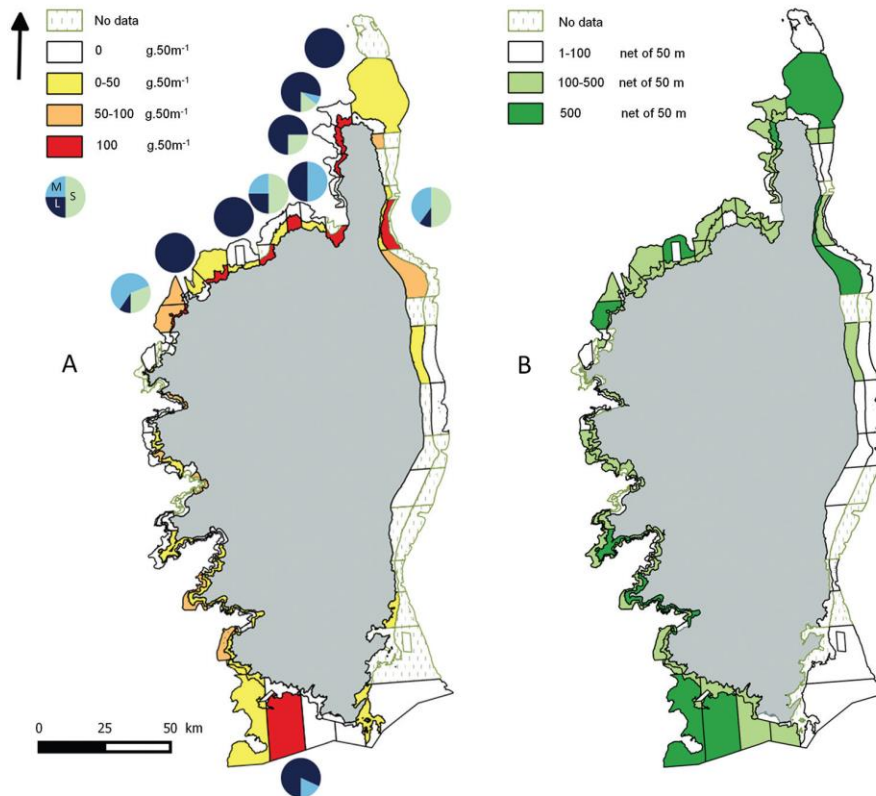 No data
0 g.50m⁻¹
0-50 g.50m⁻¹
50-100 g.50m⁻¹
100 g.50m⁻¹
M
S
L
A
0 25 50 km
No data
1-100 net of 50 m
100-500 net of 50 m
500 net of 50 m
B